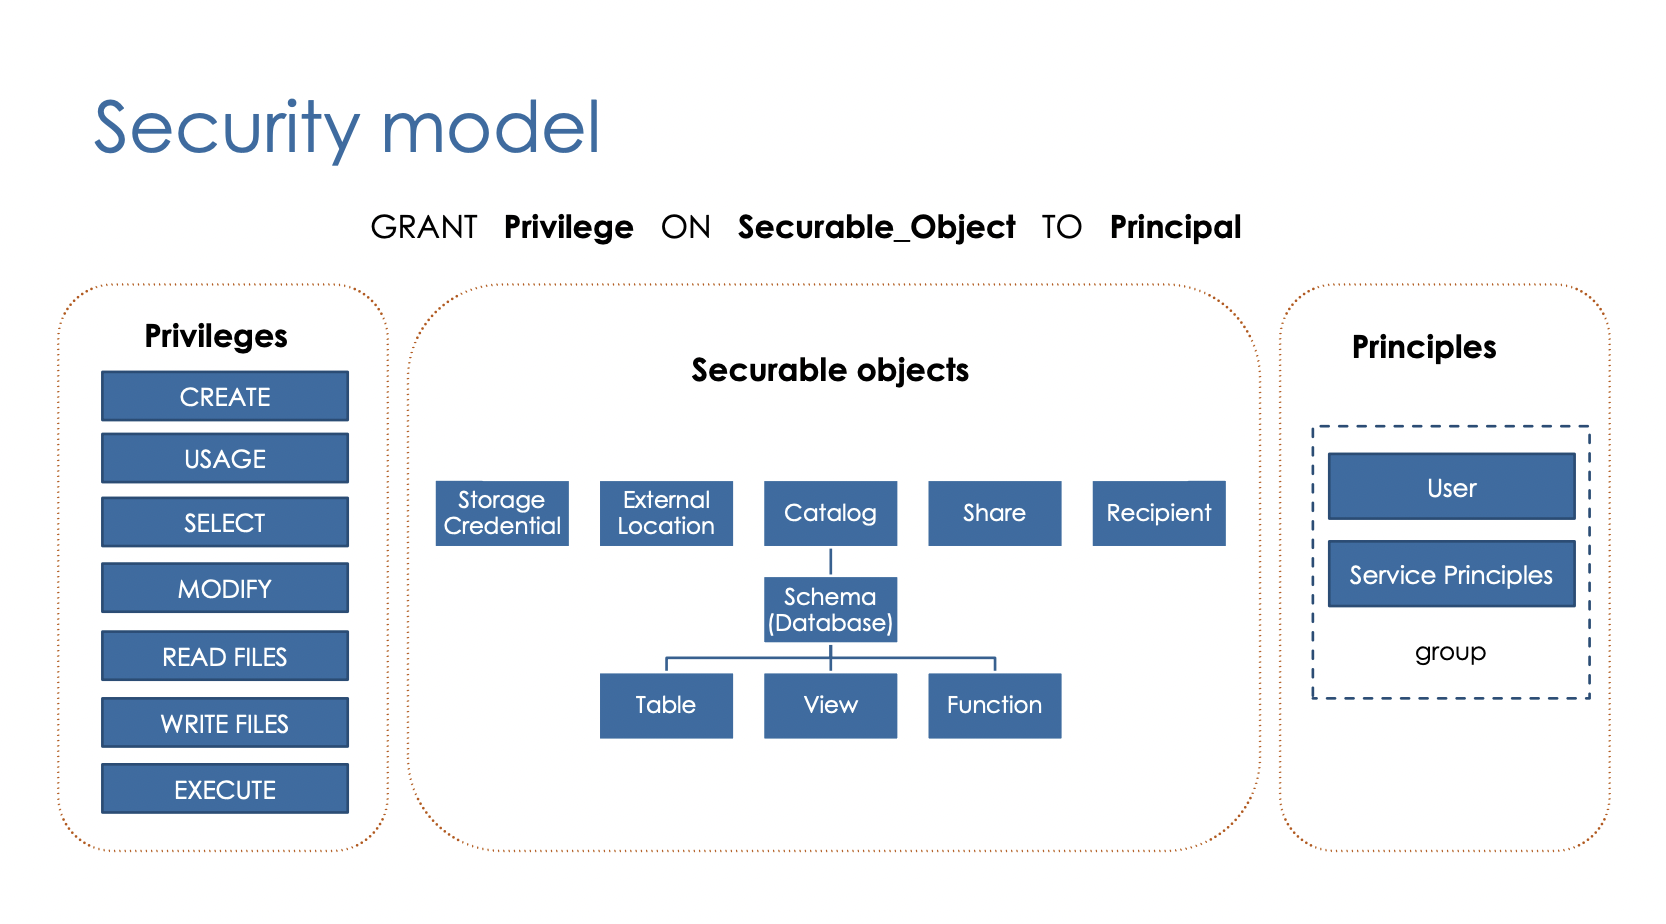 Security model
GRANT Privilege ON Securable_Object TO Principal
Privileges
CREATE
USAGE
SELECT
MODIFY
READ FILES
WRITE FILES
EXECUTE
Securable objects
Storage
Credential
External
Location
Catalog
Share
Recipient
Schema
(Database)
Table
View
Function
Principles
User
Service Principles
group